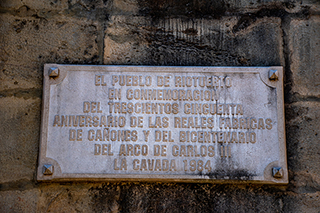 EL PUEBLO DE RIOTUERTO
EN CONMEMORACION
DEL TRESCIENTOS CINCUENTA
ANIVERSARIO DE LAS REALES FABRICAS
DE CAÑONES Y DEL BICENTENARIO
DEL ARCO DE CARLOS III
LA CAVADA 1984